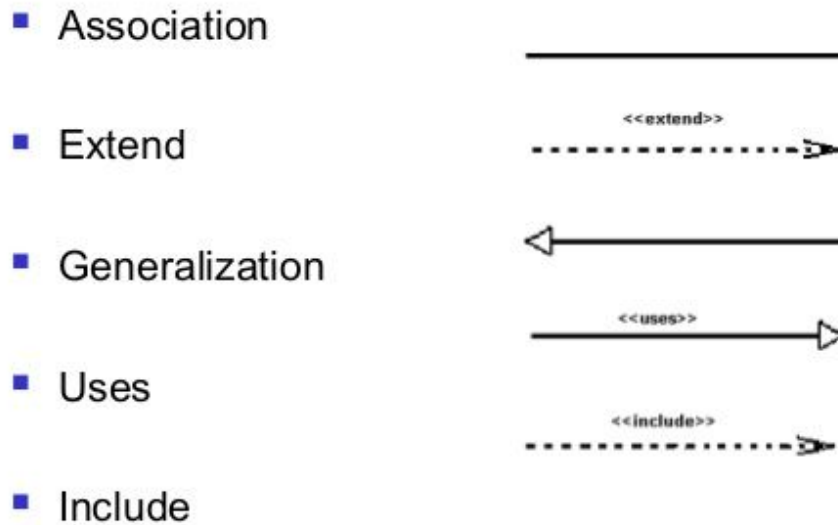 Association
<<extend>>
Extend
Generalization
<<uses>>
Uses
<<include>>
Include